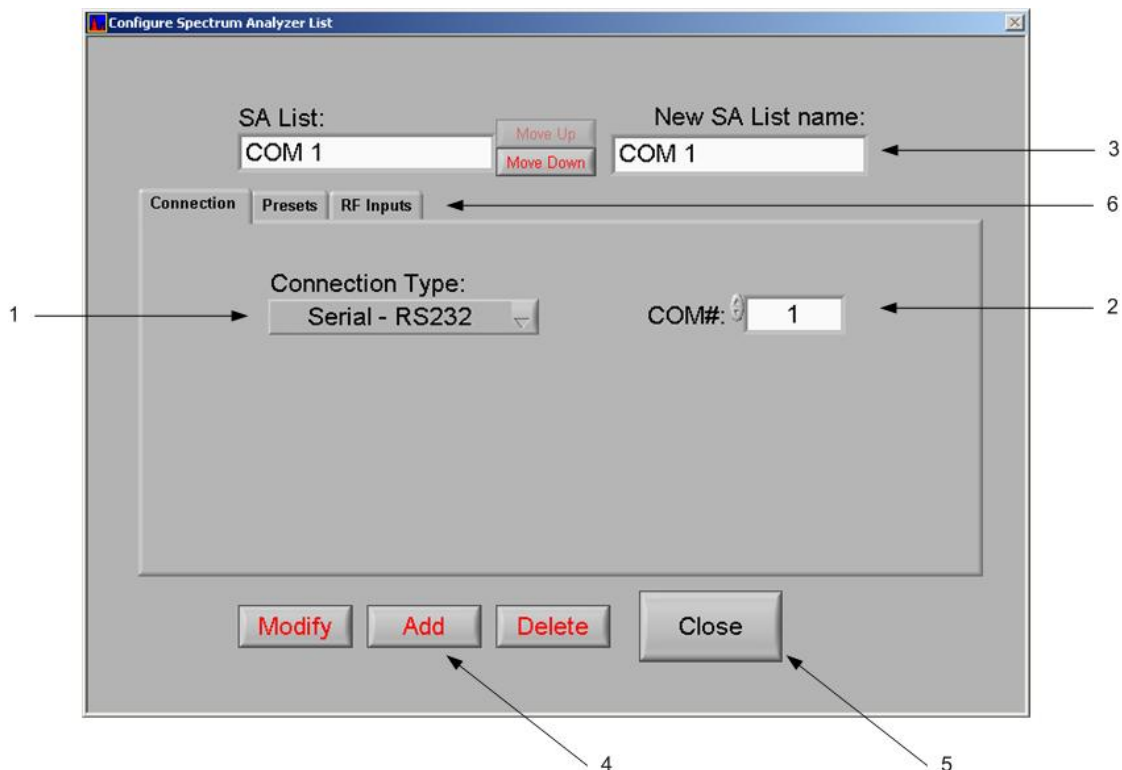 Configure Spectrum Analyzer List
SA List:
New SA List name:
COM 1
Move Up
Move Down
COM 1
3
Connection
Presets
RF Inputs
6
Connection Type:
1
Serial - RS232
COM#:
1
2
Modify
Add
Delete
Close
4
5